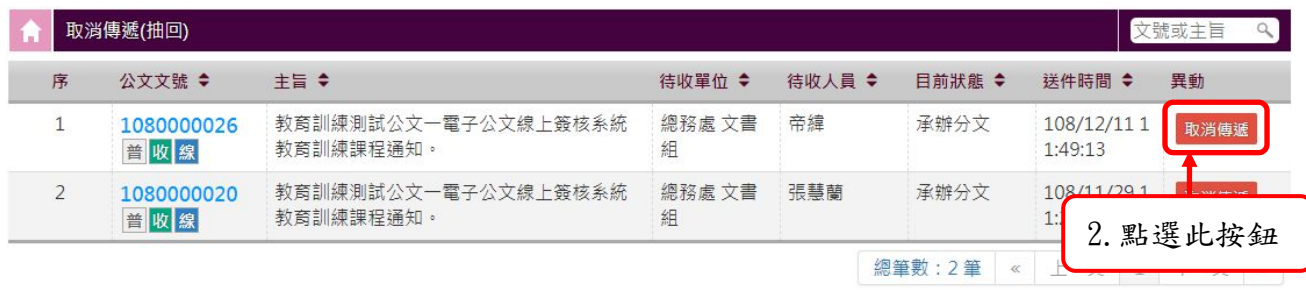 取消傳遞(抽回)
文號或主旨
序 公文文號 主旨 待收單位 待收人員 目前狀態 送件時間 異動
1 1080000026 教育訓練測試公文一電子公文線上簽核系統 總務處 文書 帝緯 承辦分文 108/12/11 1 取消傳遞
普 收 線 教育訓練課程通知。 組 1:49:13
2 1080000020 教育訓練測試公文一電子公文線上簽核系統 總務處 文書 張慧蘭 承辦分文 108/11/29 1
普 收 線 教育訓練課程通知。 組
2.點選此按鈕
總筆數：2 筆 «